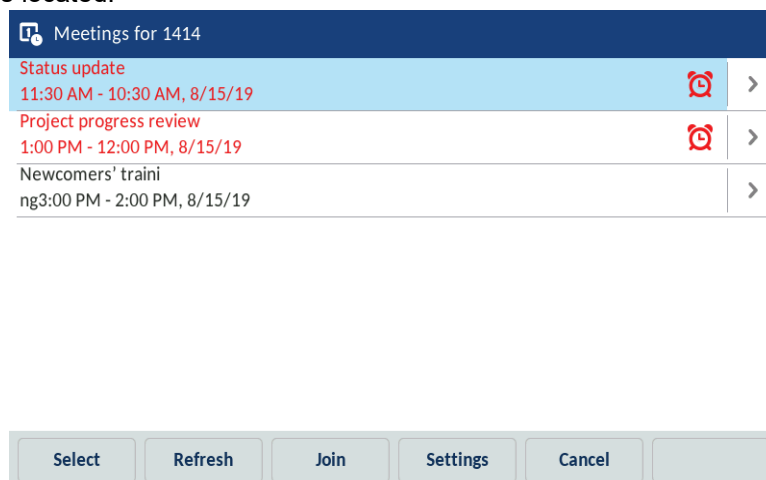 s located.
Meetings for 1414
Status update
11:30 AM - 10:30 AM, 8/15/19
Project progress review
1:00 PM - 12:00 PM, 8/15/19
Newcomers’ traini
ng3:00 PM - 2:00 PM, 8/15/19
Select Refresh Join Settings Cancel